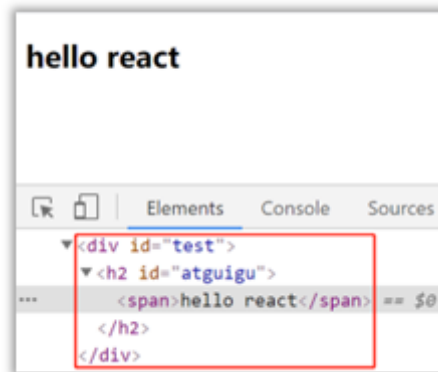 hello react
Elements Console Sources
▼<div id="test">
▼<h2 id="atguigu">
... <span>hello react</span> == $0
</h2>
</div>